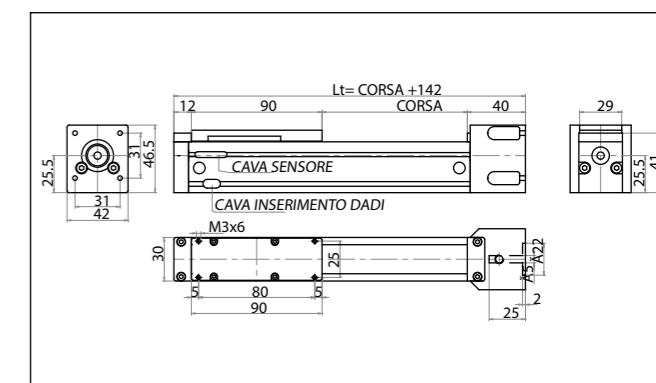 Lt= CORSA +142
12
90
CORSA
40
29
25.5
31
46.5
31
42
CAVA SENSORE
CAVA INSERIMENTO DADI
25.5
41
M3x6
30
25
A22
A5
5
80
5
90
2
25